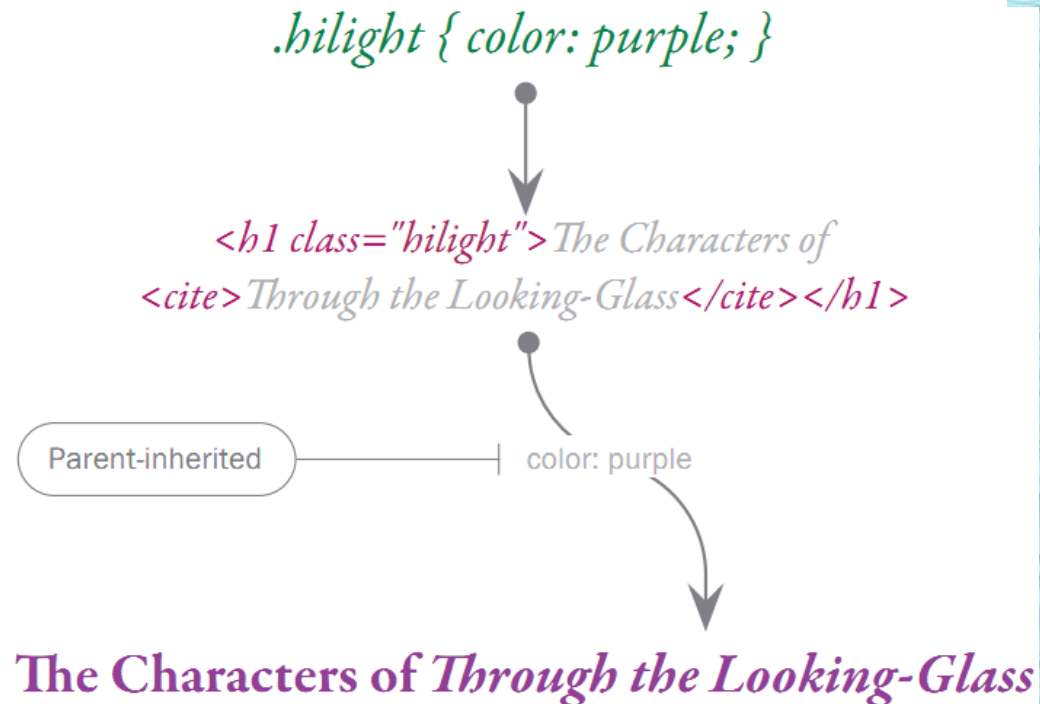 .hilight { color: purple; }
<h1 class="hilight">The Characters of
<cite>Through the Looking-Glass</cite></h1>
Parent-inherited
color: purple
The Characters of Through the Looking-Glass